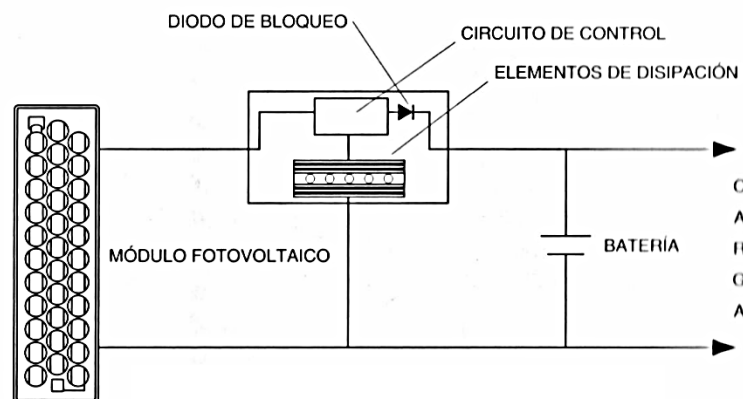 DIODO DE BLOQUEO
CIRCUITO DE CONTROL
ELEMENTOS DE DISIPACIÓN
MÓDULO FOTOVOLTAICO
BATERÍA
C
A
R
G
A